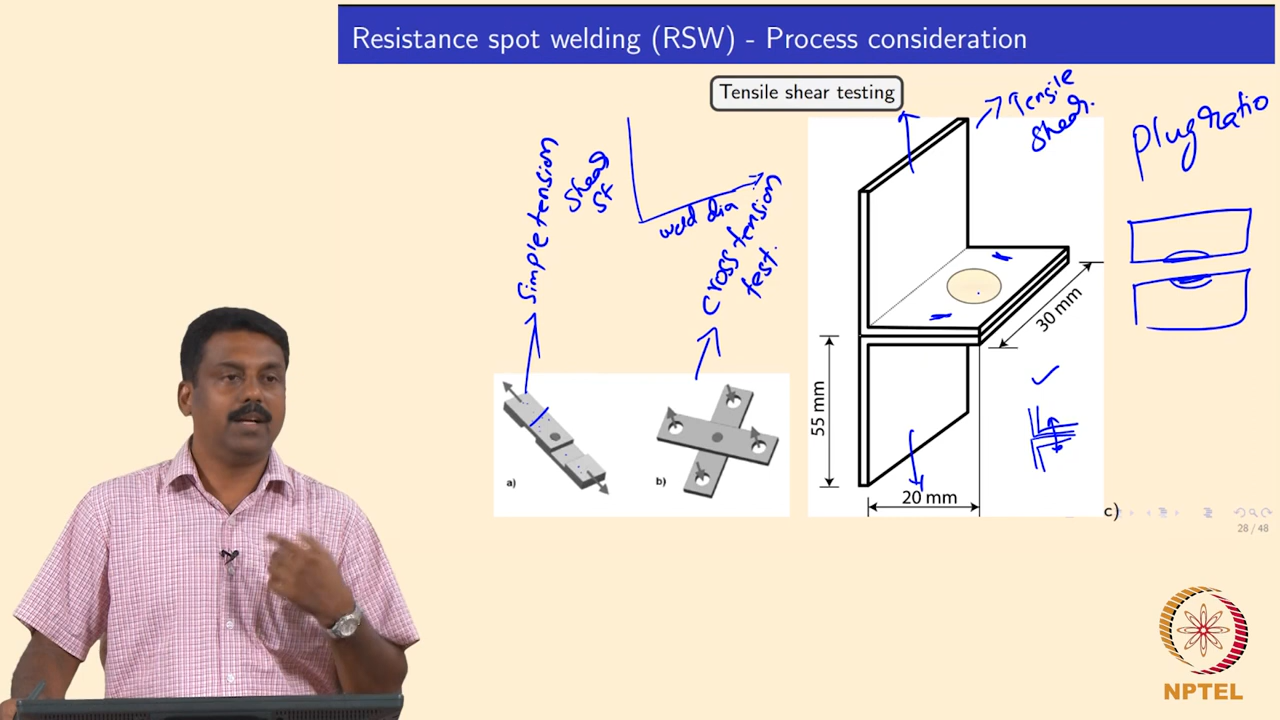 Resistance spot welding (RSW) - Process consideration
Tensile shear testing
Tensile
shear.
Plug ratio
simple tension
shear
st
weld dia
cross tension
test.
30 mm
55 mm
20 mm
a)
b)
c)
28 / 48
NPTEL